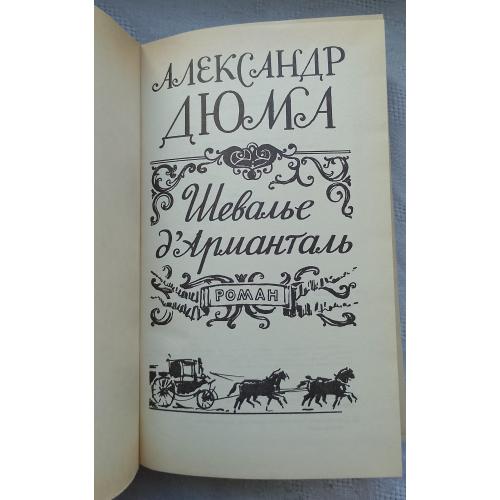 АЛЕКСАНДР
ДЮМА
Шевалье
д'Арманталь
РОМАН